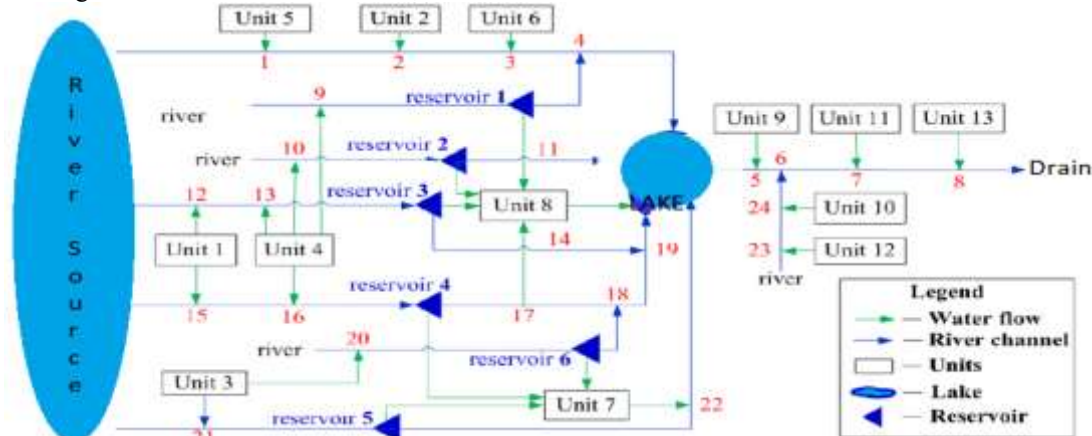 Unit 5
Unit 2
Unit 6
4
1
2
3
9
reservoir 1
river
10
reservoir 2
11
river
12
13
reservoir 3
Unit 8
LAKE
Unit 1
Unit 4
14
19
reservoir 4
15
16
17
18
20
river
reservoir 6
Unit 3
Unit 7
22
reservoir 5
21
River Source
Unit 9
Unit 11
Unit 13
5
6
7
8
Drain
24
Unit 10
23
Unit 12
river
Legend
Water flow
River channel
Units
Lake
Reservoir